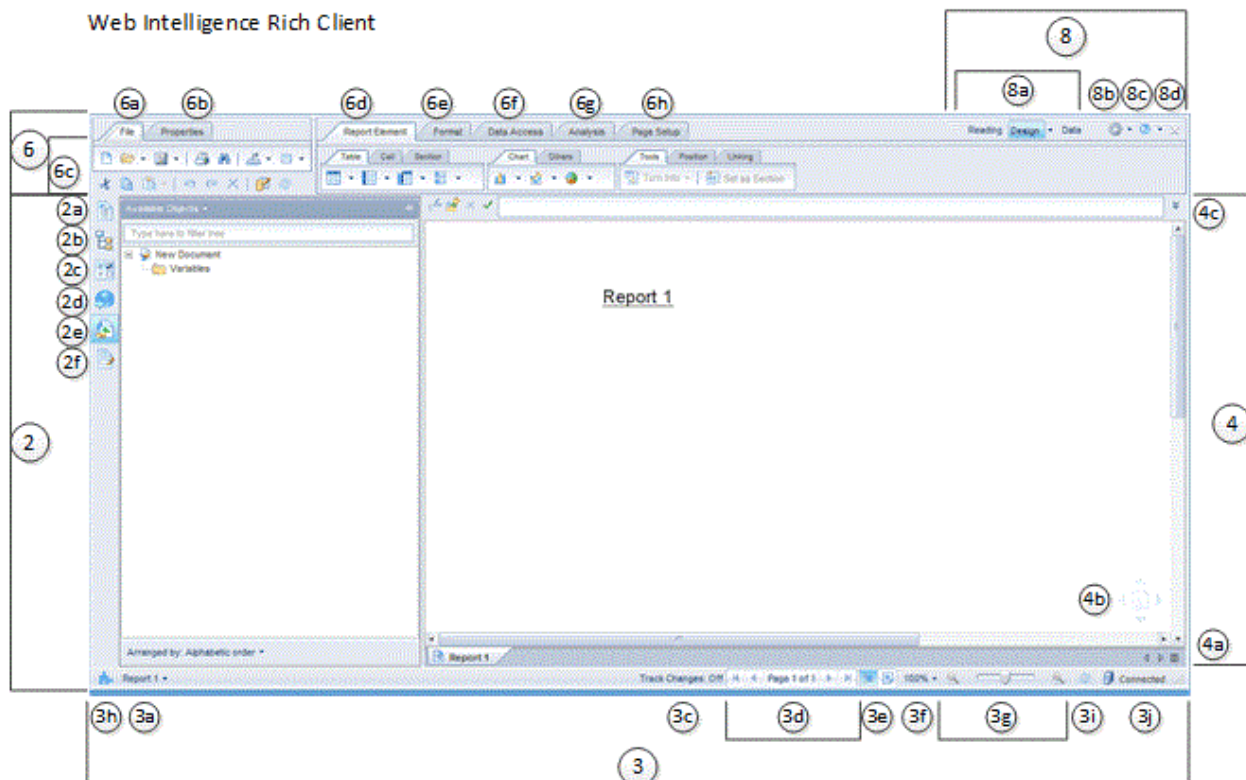 Web Intelligence Rich Client
8
8a
8b 8c 8d
6a 6b 6d 6e 6f 6g 6h
File Properties
Report Element Format Data Access Analysis Page Setup
Reading Design Data
6
6c
Table Cell Section Chart Others Tools Position Linking
Turn Into Set as Section
2a
Available Objects
4c
2b
Type here to filter tree
New Document
2c
Variables
2d
Report 1
2e
2f
2
4
4b
Arranged by: Alphabetic order
Report 1
4a
Report 1
Track Changes: Off
Page 1 of 1
100%
Connected
3h 3a 3c 3d 3e 3f 3g 3i 3j
3